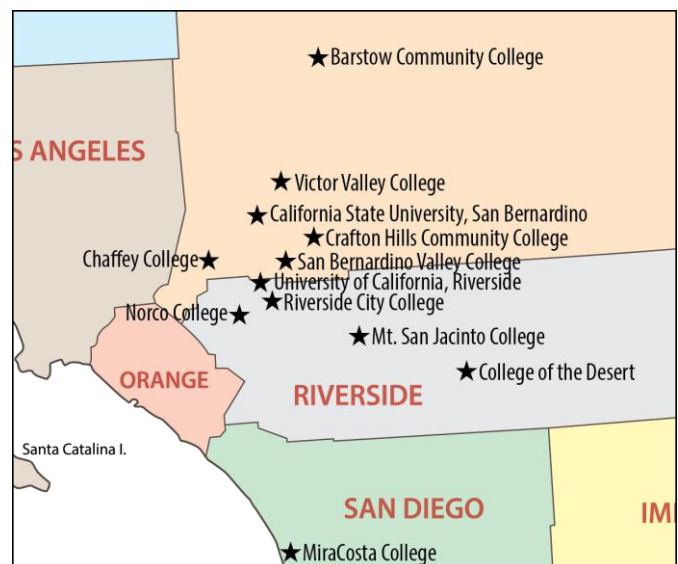 Barstow Community College
S ANGELES
Victor Valley College
California State University, San Bernardino
Crafton Hills Community College
Chaffey College
San Bernardino Valley College
University of California, Riverside
Riverside City College
Norco College
Mt. San Jacinto College
ORANGE
College of the Desert
RIVERSIDE
Santa Catalina I.
SAN DIEGO
IMI
MiraCosta College